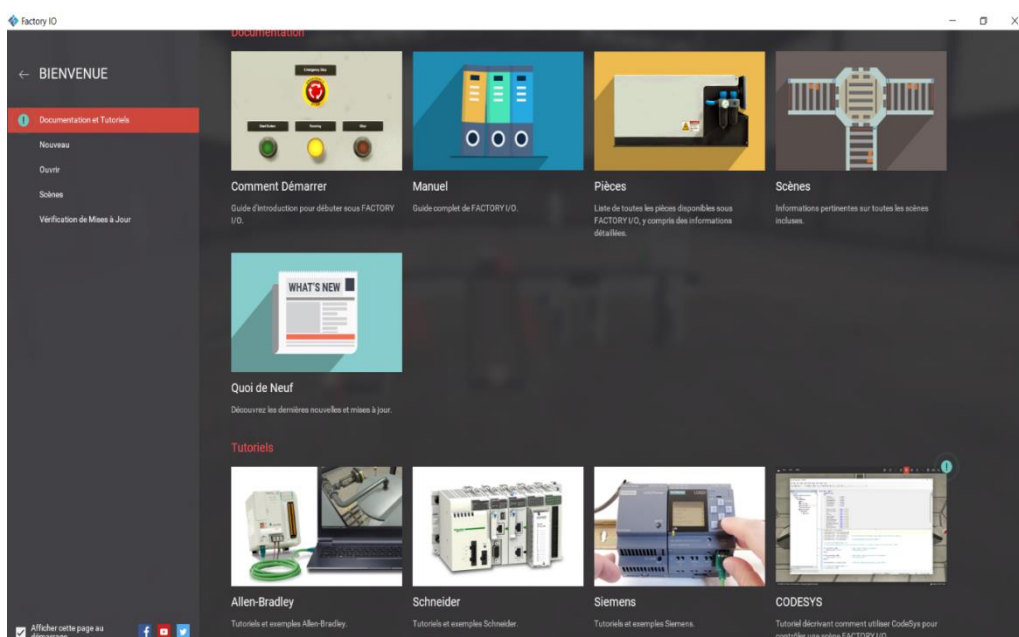 Factory IO
BIENVENUE
Documentation et Tutoriels
Nouveau
Ouvrir
Scènes
Vérification de Mises à Jour
Afficher cette page au
démarrage
Documentation
Emergency Stop
Comment Démarrer
Guide d'introduction pour débuter sous FACTORY
I/O.
Manuel
Guide complet de FACTORY I/O.
Pièces
Liste de toutes les pièces disponibles sous
FACTORY I/O, y compris des informations
détaillées.
Scènes
Informations pertinentes sur toutes les scènes
incluses.
WHAT'S NEW
Quoi de Neuf
Découvrez les dernières nouvelles et mises à jour.
Tutoriels
Allen-Bradley
Tutoriels et exemples Allen-Bradley.
Schneider
Tutoriels et exemples Schneider.
SIEMENS
Siemens
Tutoriels et exemples Siemens.
CODESYS
Tutoriel décrivant comment utiliser CodeSys pour
contrôler une scène FACTORY I/O.